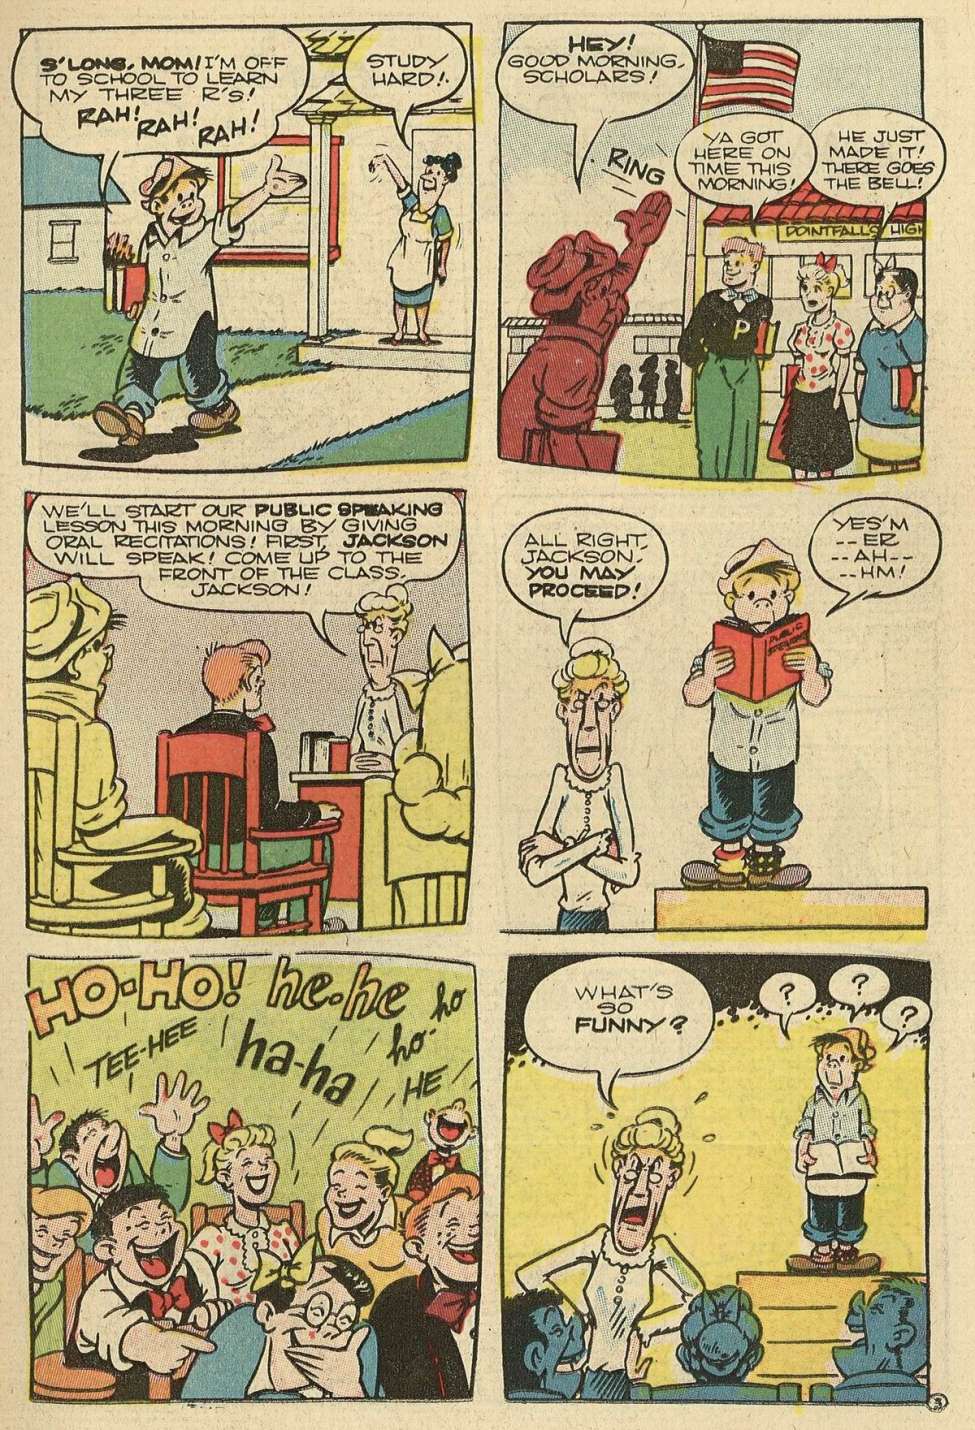 S'LONG, MOM! I'M OFF
TO SCHOOL TO LEARN
MY THREE R'S!
RAH! RAH! RAH!
STUDY
HARD!
HEY!
GOOD MORNING,
SCHOLARS!
RING
YA GOT
HERE ON
TIME THIS
MORNING!
HE JUST
MADE IT!
THERE GOES
THE BELL!
DOINTFALLS HIGH
P
WE'LL START OUR PUBLIC SPEAKING
LESSON THIS MORNING BY GIVING
ORAL RECITATIONS! FIRST, JACKSON
WILL SPEAK! COME UP TO THE
FRONT OF THE CLASS,
JACKSON!
ALL RIGHT,
JACKSON,
YOU MAY
PROCEED!
YES'M
--ER
--AH--
--HM!
PUBLIC
SPEAKING
HO-HO! he-he ho
TEE-HEE ha-ha ho-
HE
WHAT'S
SO
FUNNY?
?
?
?
3